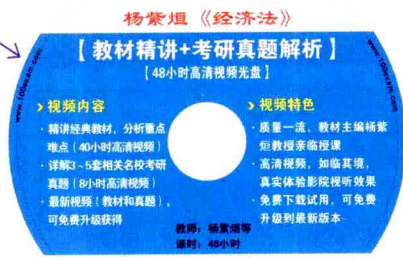 杨紫烜《经济法》
【教材精讲+考研真题解析】
[48小时高清视频光盘]
www.100exam.com
www.100exam.com
>视频内容
·精讲经典教材，分析重点
难点（40小时高清视频）
·详解3~5套相关名校考研
真题（8小时高清视频）
·最新视频（教材和真题），
可免费升级获得
>视频特色
·质量一流，教材主编杨紫
烜教授亲临授课
·高清视频，如临其境，
真实体验影院视听效果
·免费下载试用，可免费
升级到最新版本
教师：杨紫烜等
课时：48小时